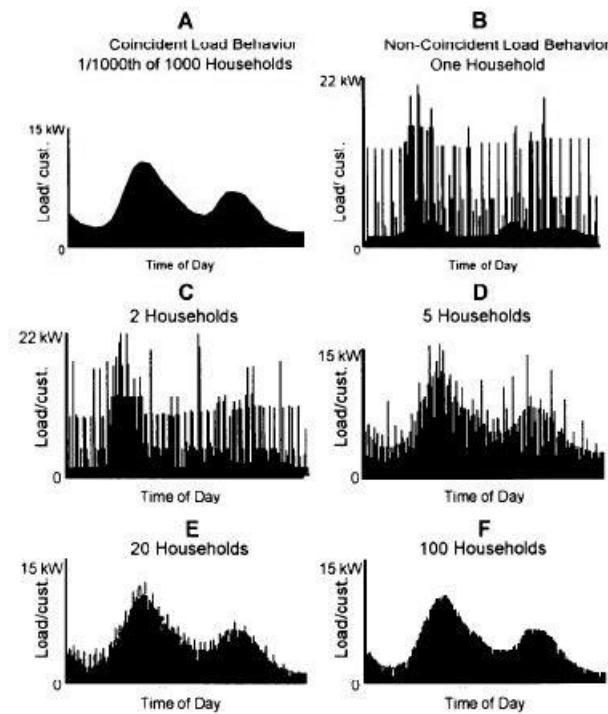 A
Coincident Load Behavior
1/1000th of 1000 Households
15 kW
Load/ cust.
0
Time of Day
B
Non-Coincident Load Behavior
One Household
22 kW
Load/ cust.
0
Time of Day
C
2 Households
22 kW
Load/cust.
0
Time of Day
D
5 Households
15 kW
Load/cust.
0
Time of Day
E
20 Households
15 kW
Load/cust.
0
Time of Day
F
100 Households
15 kW
Load/cust.
0
Time of Day